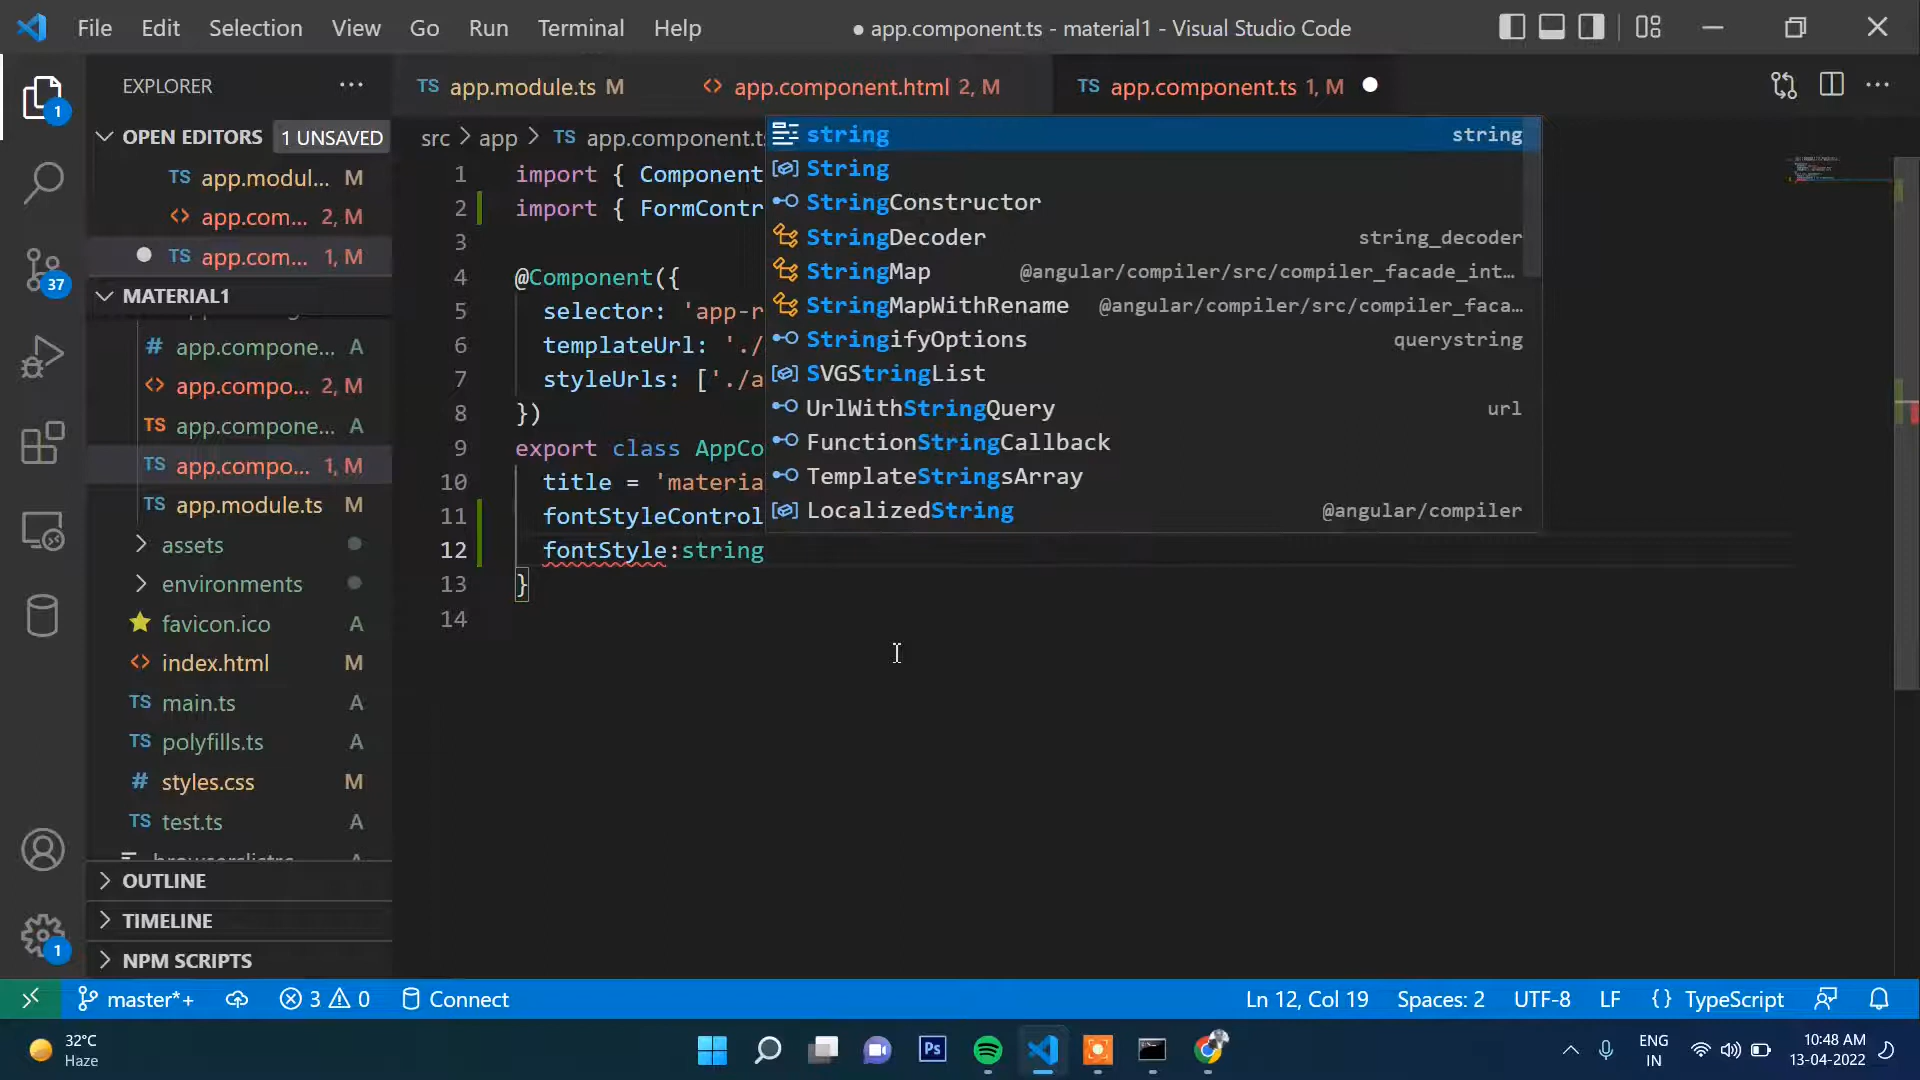 File Edit Selection View Go Run Terminal Help
● app.component.ts - material1 - Visual Studio Code
EXPLORER ···
TS app.module.ts M
<> app.component.html 2, M
TS app.component.ts 1, M
OPEN EDITORS 1 UNSAVED
TS app.modul... M
<> app.com... 2, M
TS app.com... 1, M
MATERIAL1
# app.compone... A
<> app.compo... 2, M
TS app.compone... A
TS app.compo... 1, M
TS app.module.ts M
assets
environments
favicon.ico A
<> index.html M
TS main.ts A
TS polyfills.ts A
# styles.css M
TS test.ts A
OUTLINE
TIMELINE
NPM SCRIPTS
1
37
1
src > app > TS app.component.ts
1 import { Component
2 import { FormContr
3
4 @Component({
5 selector: 'app-r
6 templateUrl: './
7 styleUrls: ['./a
8 })
9 export class AppCo
10 title = 'materia
11 fontStyleControl
12 fontStyle:string
13 }
14
string string
String
StringConstructor
StringDecoder string_decoder
StringMap @angular/compiler/src/compiler_facade_int...
StringMapWithRename @angular/compiler/src/compiler_faca...
StringifyOptions querystring
SVGStringList
UrlWithStringQuery url
FunctionStringCallback
TemplateStringsArray
LocalizedString @angular/compiler
master*+ 3 0 Connect
Ln 12, Col 19 Spaces: 2 UTF-8 LF {} TypeScript
32°C
Haze
Ps
ENG
IN
10:48 AM
13-04-2022